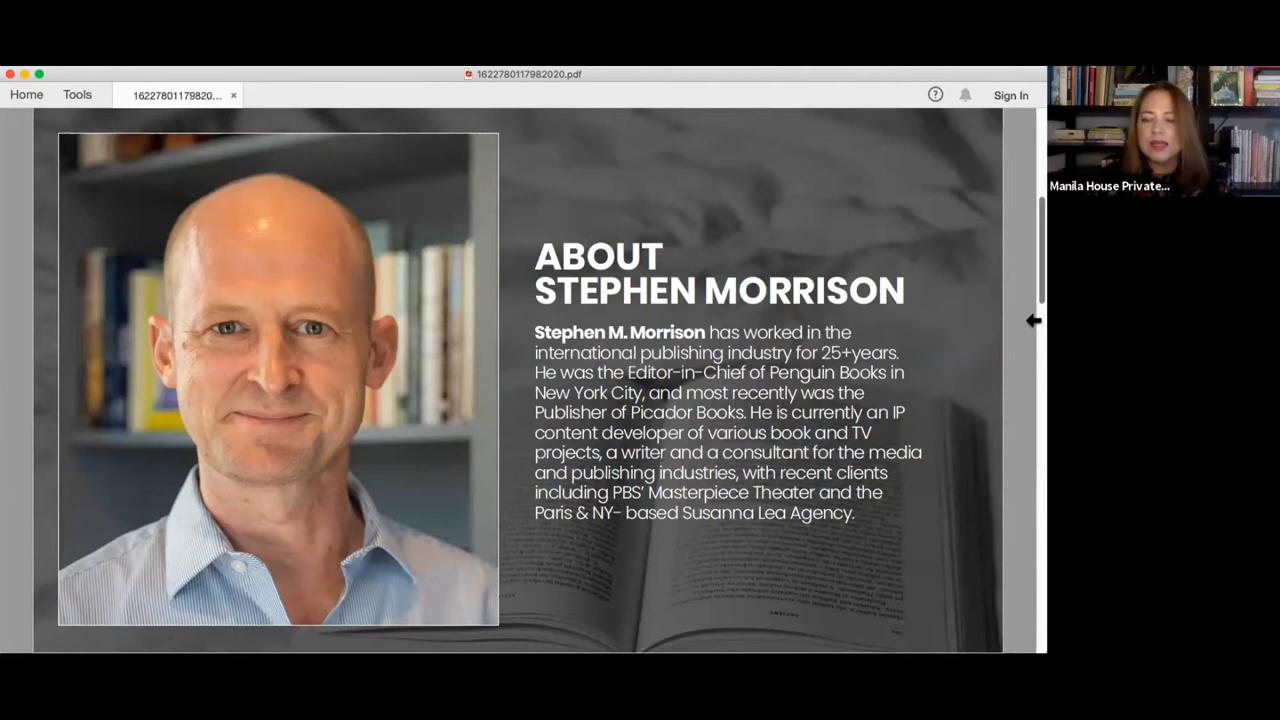 1622780117982020.pdf
Home
Tools
16227801179820...
×
?
Sign In
Manila House Private...
ABOUT
STEPHEN MORRISON
Stephen M. Morrison has worked in the
international publishing industry for 25+years.
He was the Editor-in-Chief of Penguin Books in
New York City, and most recently was the
Publisher of Picador Books. He is currently an IP
content developer of various book and TV
projects, a writer and a consultant for the media
and publishing industries, with recent clients
including PBS' Masterpiece Theater and the
Paris & NY- based Susanna Lea Agency.